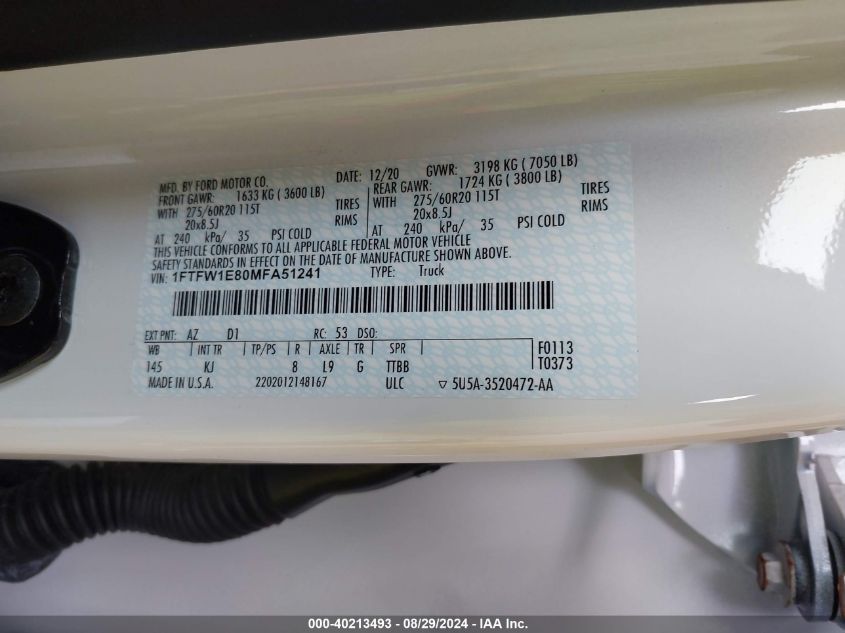 MFD. BY FORD MOTOR CO. DATE: 12/20 GVWR: 3198 KG ( 7050 LB)
FRONT GAWR: 1633 KG ( 3600 LB) REAR GAWR: 1724 KG ( 3800 LB)
WITH 275/60R20 115T TIRES WITH 275/60R20 115T TIRES
20x8.5J RIMS 20x8.5J RIMS
AT 240 kPa/ 35 PSI COLD AT 240 kPa/ 35 PSI COLD
THIS VEHICLE CONFORMS TO ALL APPLICABLE FEDERAL MOTOR VEHICLE
SAFETY STANDARDS IN EFFECT ON THE DATE OF MANUFACTURE SHOWN ABOVE.
VIN: 1FTFW1E80MFA51241 TYPE: Truck
EXT PNT: AZ D1 RC: 53 DSO:
WB INT TR TP/PS R AXLE TR SPR F0113
145 KJ 8 L9 G TTBB T0373
MADE IN U.S.A. 2202012148167 ULC ▽ 5U5A-3520472-AA
000-40213493 - 08/29/2024 - IAA Inc.